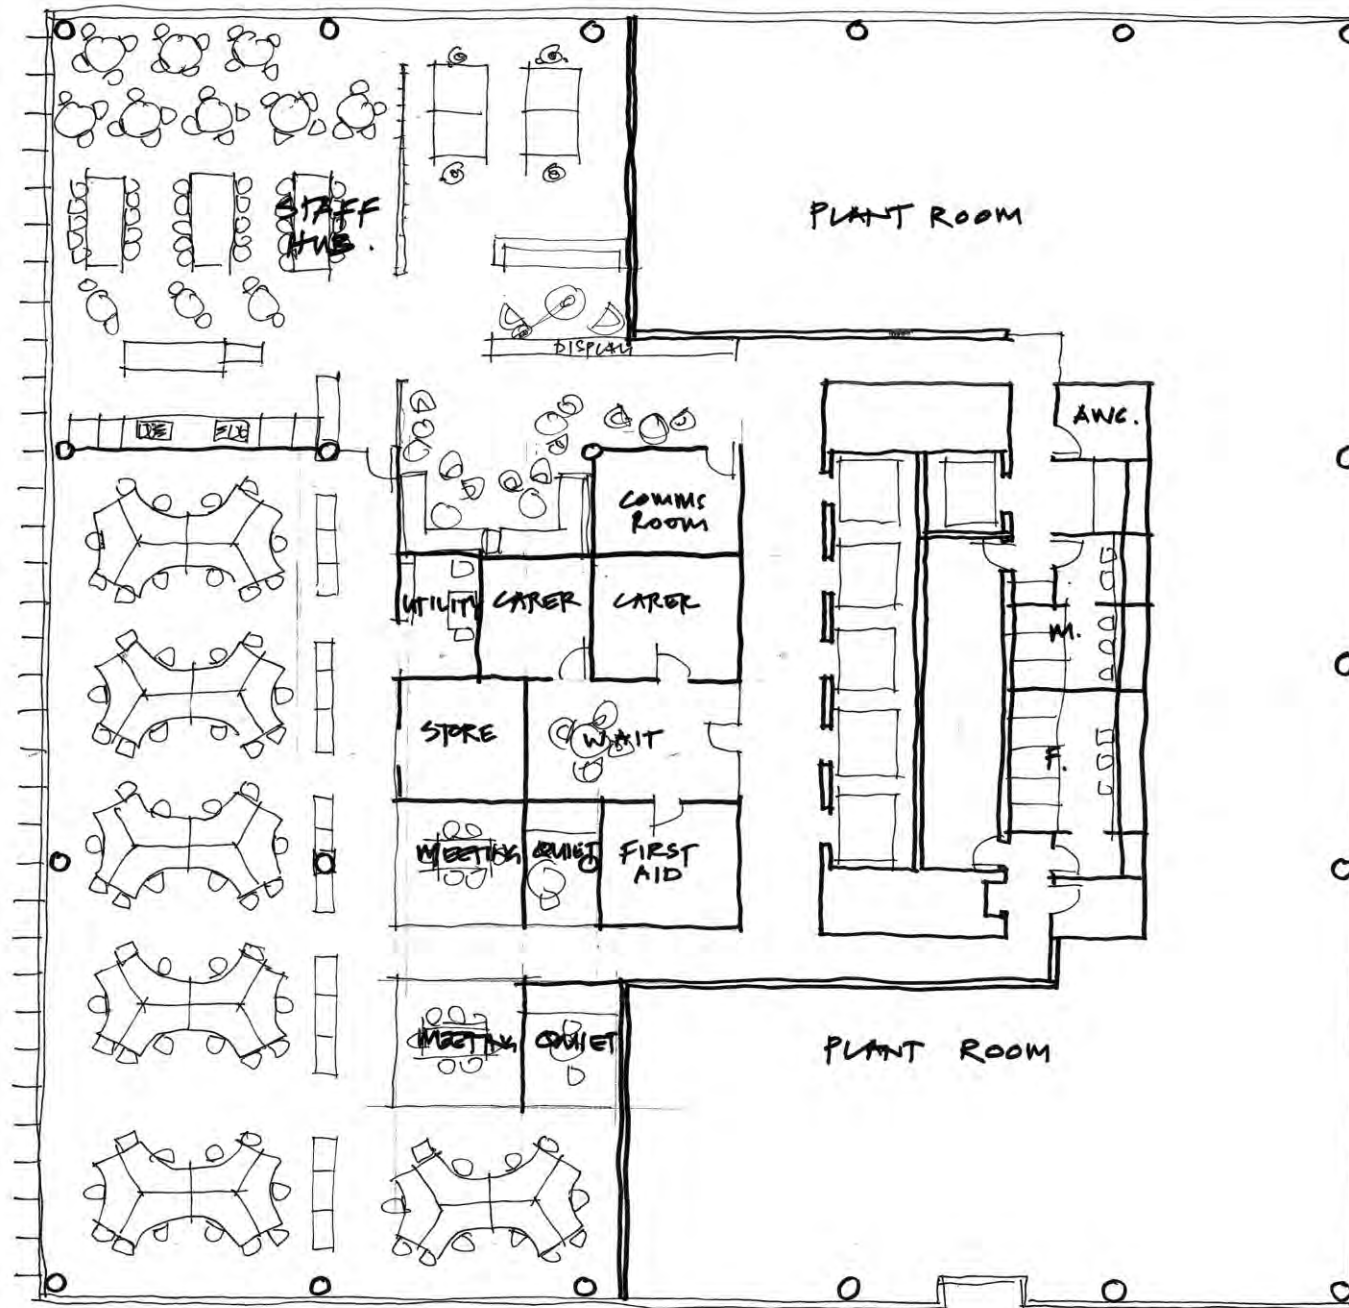 STAFF
HUB.
PLANT ROOM
DISPLAY
AWC.
COMMS
ROOM
UTILITY
CARER
CARER
M.
STORE
WAIT
F.
MEETING
QUIET
FIRST
AID
MEETING
QUIET
PLANT ROOM